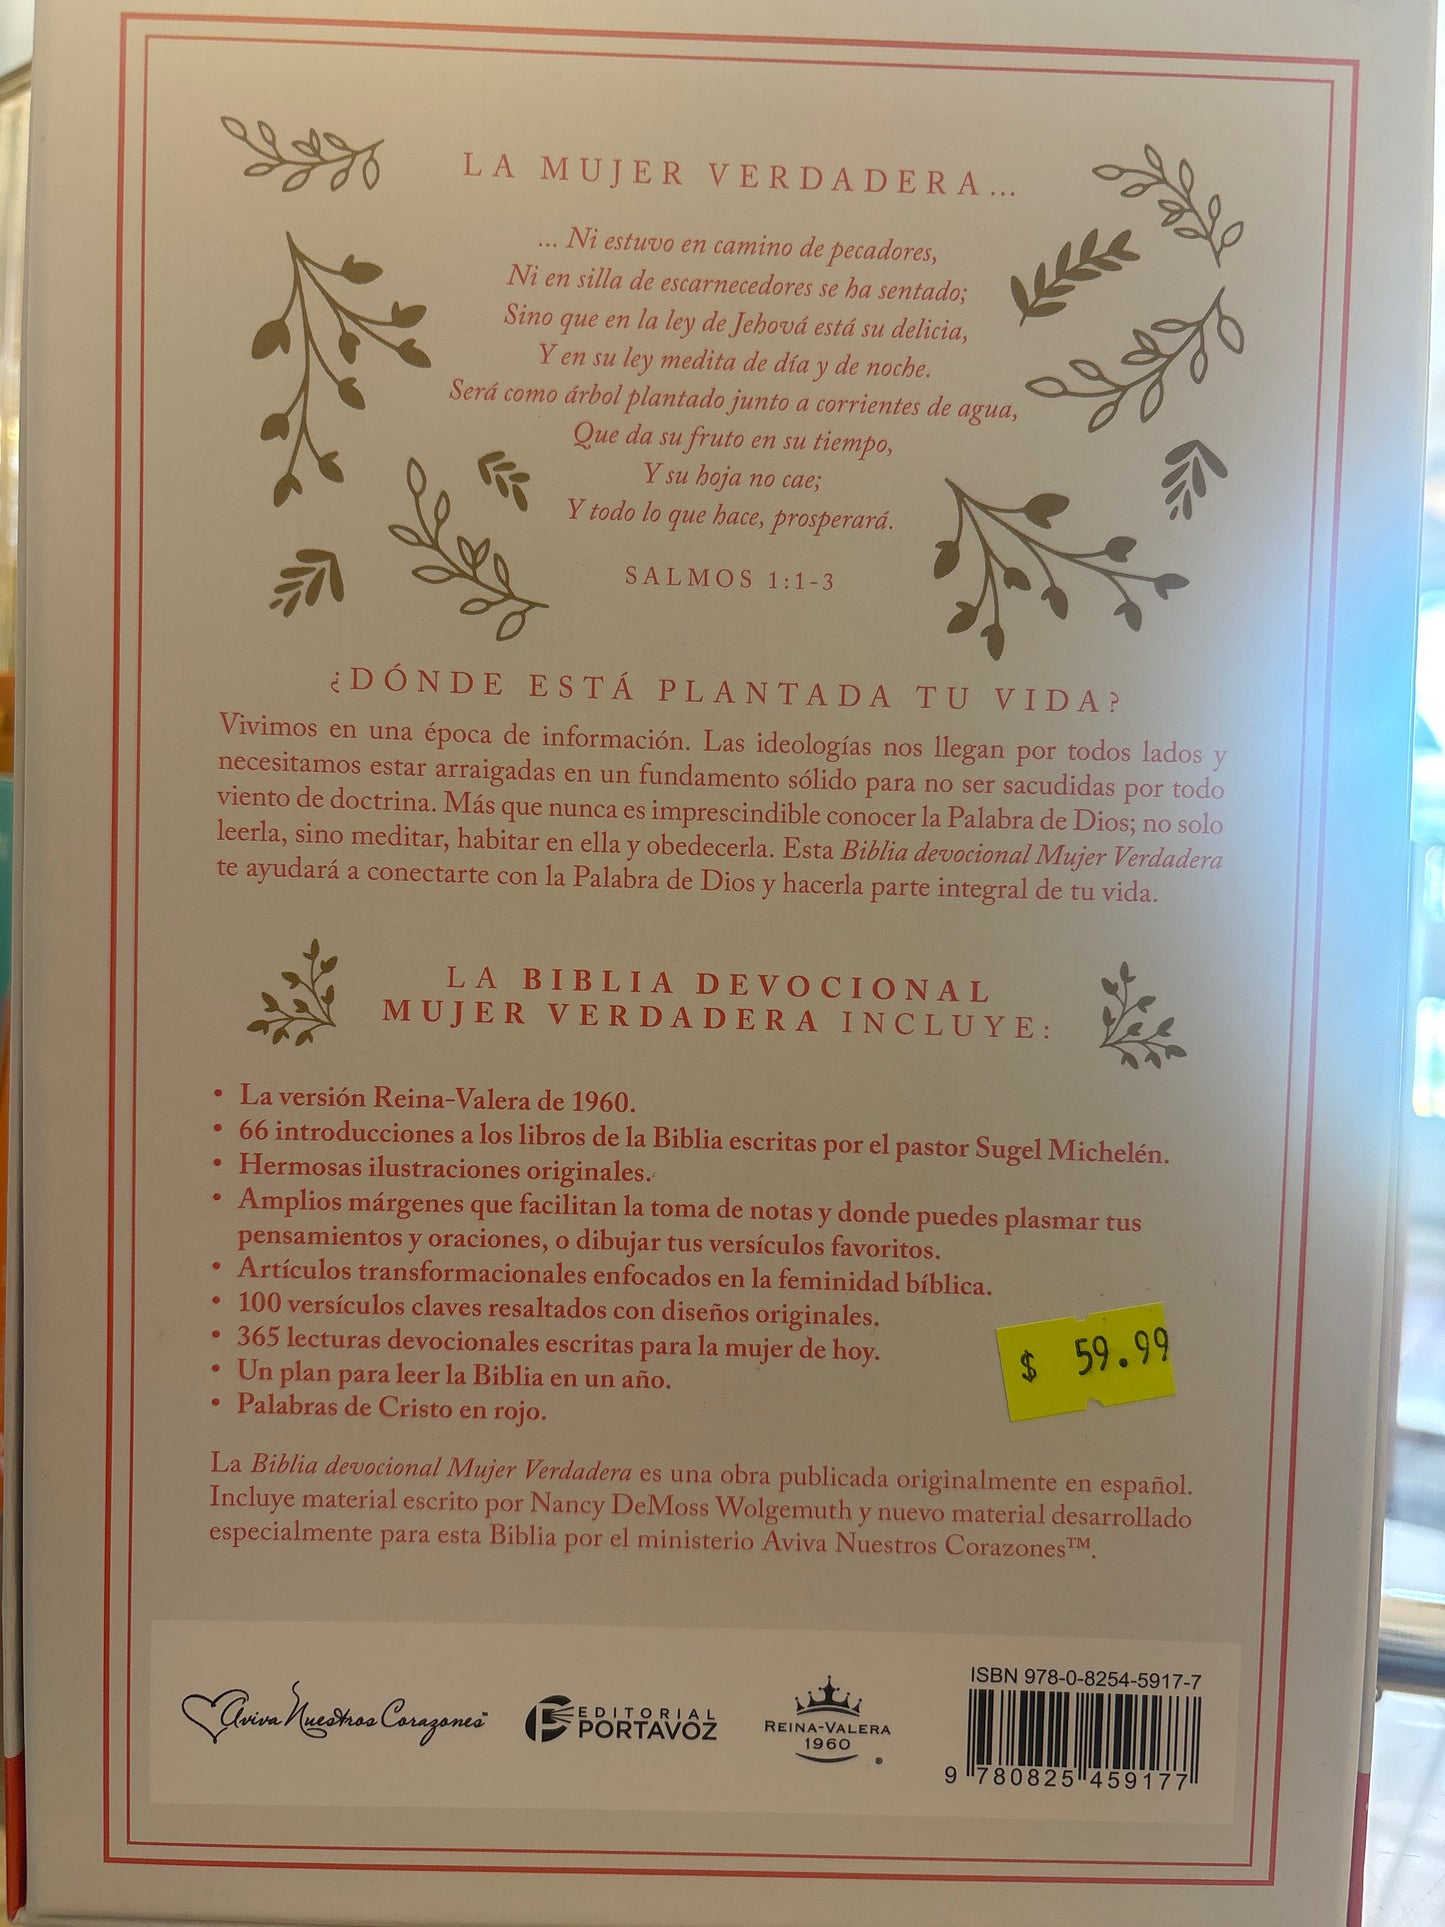 LA MUJER VERDADERA...
... Ni estuvo en camino de pecadores,
Ni en silla de escarnecedores se ha sentado;
Sino que en la ley de Jehová está su delicia,
Y en su ley medita de día y de noche.
Será como árbol plantado junto a corrientes de agua,
Que da su fruto en su tiempo,
Y su hoja no cae;
Y todo lo que hace, prosperará.
SALMOS 1:1-3
¿DÓNDE ESTÁ PLANTADA TU VIDA?
Vivimos en una época de información. Las ideologías nos llegan por todos lados y
necesitamos estar arraigadas en un fundamento sólido para no ser sacudidas por todo
viento de doctrina. Más que nunca es imprescindible conocer la Palabra de Dios; no solo
leerla, sino meditar, habitar en ella y obedecerla. Esta Biblia devocional Mujer Verdadera
te ayudará a conectarte con la Palabra de Dios y hacerla parte integral de tu vida.
LA BIBLIA DEVOCIONAL
MUJER VERDADERA INCLUYE:
• La versión Reina-Valera de 1960.
• 66 introducciones a los libros de la Biblia escritas por el pastor Sugel Michelén.
• Hermosas ilustraciones originales.
• Amplios márgenes que facilitan la toma de notas y donde puedes plasmar tus
pensamientos y oraciones, o dibujar tus versículos favoritos.
• Artículos transformacionales enfocados en la feminidad bíblica.
• 100 versículos claves resaltados con diseños originales.
• 365 lecturas devocionales escritas para la mujer de hoy.
• Un plan para leer la Biblia en un año.
• Palabras de Cristo en rojo.
$ 59.99
La Biblia devocional Mujer Verdadera es una obra publicada originalmente en español.
Incluye material escrito por Nancy DeMoss Wolgemuth y nuevo material desarrollado
especialmente para esta Biblia por el ministerio Aviva Nuestros Corazones™.
Aviva Nuestros Corazones™
EDITORIAL
PORTAVOZ
REINA-VALERA
1960
®
ISBN 978-0-8254-5917-7
9 780825 459177